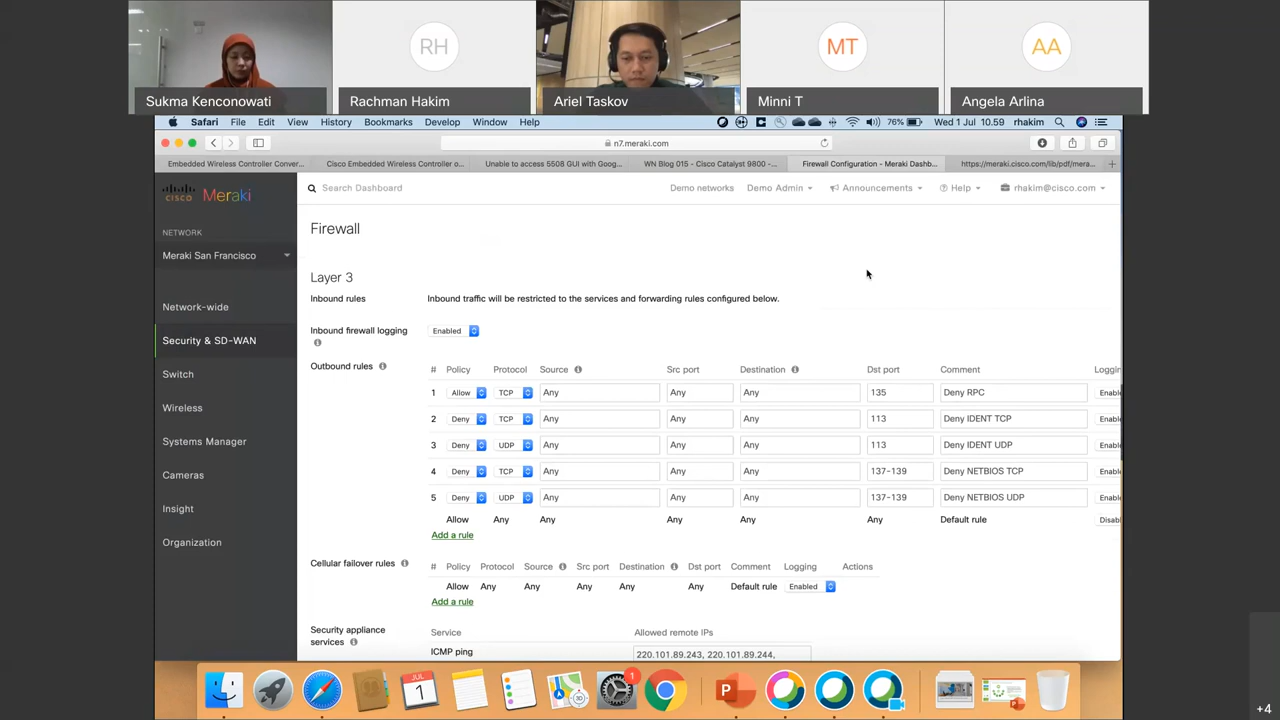 RH
MT
AA
Sukma Kenconowati
Rachman Hakim
Ariel Taskov
Minni T
Angela Arlina
Safari File Edit View History Bookmarks Develop Window Help
76% Wed 1 Jul 10.59 rhakim
n7.meraki.com
Embedded Wireless Controller Conver...
Cisco Embedded Wireless Controller o...
Unable to access 5508 GUI with Goog...
WN Blog 015 - Cisco Catalyst 9800 -...
Firewall Configuration - Meraki Dashb...
https://meraki.cisco.com/lib/pdf/mera...
CISCO Meraki
Search Dashboard
Demo networks Demo Admin Announcements Help rhakim@cisco.com
NETWORK
Meraki San Francisco
Network-wide
Security & SD-WAN
Switch
Wireless
Systems Manager
Cameras
Insight
Organization
Firewall
Layer 3
Inbound rules Inbound traffic will be restricted to the services and forwarding rules configured below.
Inbound firewall logging Enabled
Outbound rules
# Policy Protocol Source Src port Destination Dst port Comment Loggin
1 Allow TCP Any Any Any 135 Deny RPC Enabl
2 Deny TCP Any Any Any 113 Deny IDENT TCP Enabl
3 Deny UDP Any Any Any 113 Deny IDENT UDP Enabl
4 Deny TCP Any Any Any 137-139 Deny NETBIOS TCP Enabl
5 Deny UDP Any Any Any 137-139 Deny NETBIOS UDP Enabl
Allow Any Any Any Any Any Default rule Disabl
Add a rule
Cellular failover rules
# Policy Protocol Source Src port Destination Dst port Comment Logging Actions
Allow Any Any Any Any Any Default rule Enabled
Add a rule
Security appliance
services
Service Allowed remote IPs
ICMP ping 220.101.89.243, 220.101.89.244,
JUL
1
1
+4